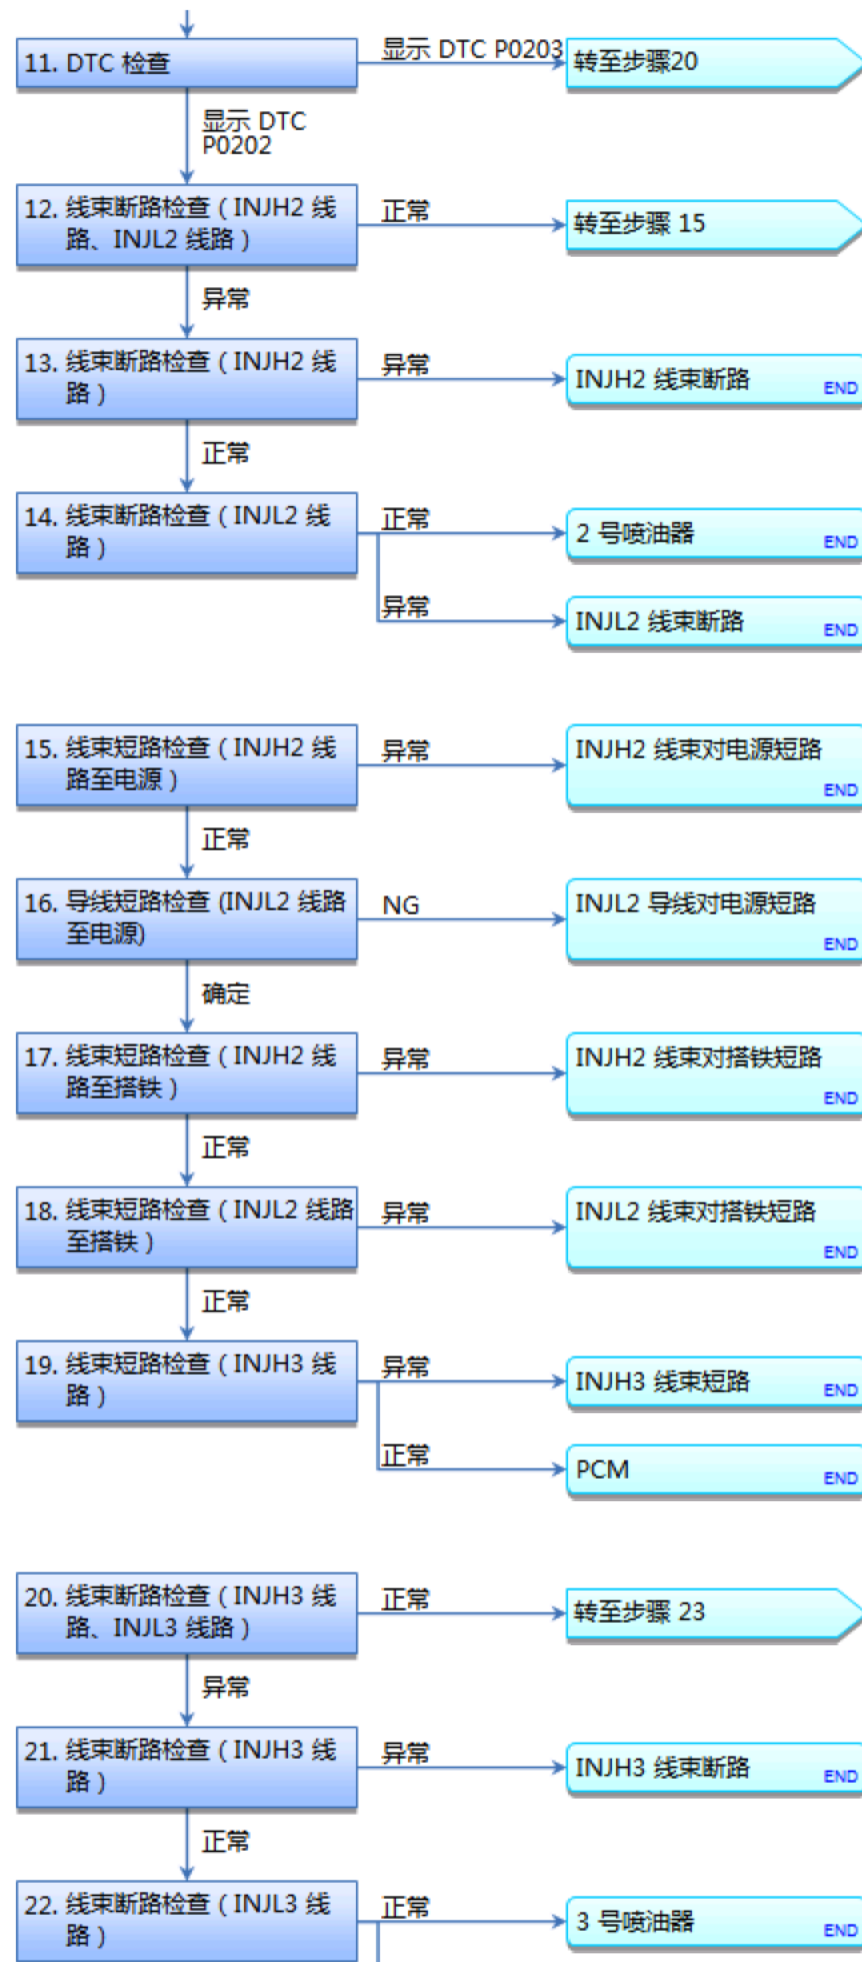 11. DTC 检查
显示 DTC P0203
转至步骤20
显示 DTC
P0202
12. 线束断路检查（INJH2 线
路、INJL2 线路）
正常
转至步骤 15
异常
13. 线束断路检查（INJH2 线
路）
异常
INJH2 线束断路
END
正常
14. 线束断路检查（INJL2 线
路）
正常
2 号喷油器
END
异常
INJL2 线束断路
END
15. 线束短路检查（INJH2 线
路至电源）
异常
INJH2 线束对电源短路
END
正常
16. 导线短路检查 (INJL2 线路
至电源)
NG
INJL2 导线对电源短路
END
确定
17. 线束短路检查（INJH2 线
路至搭铁）
异常
INJH2 线束对搭铁短路
END
正常
18. 线束短路检查（INJL2 线路
至搭铁）
异常
INJL2 线束对搭铁短路
END
正常
19. 线束短路检查（INJH3 线
路）
异常
INJH3 线束短路
END
正常
PCM
END
20. 线束断路检查（INJH3 线
路、INJL3 线路）
正常
转至步骤 23
异常
21. 线束断路检查（INJH3 线
路）
异常
INJH3 线束断路
END
正常
22. 线束断路检查（INJL3 线
路）
正常
3 号喷油器
END